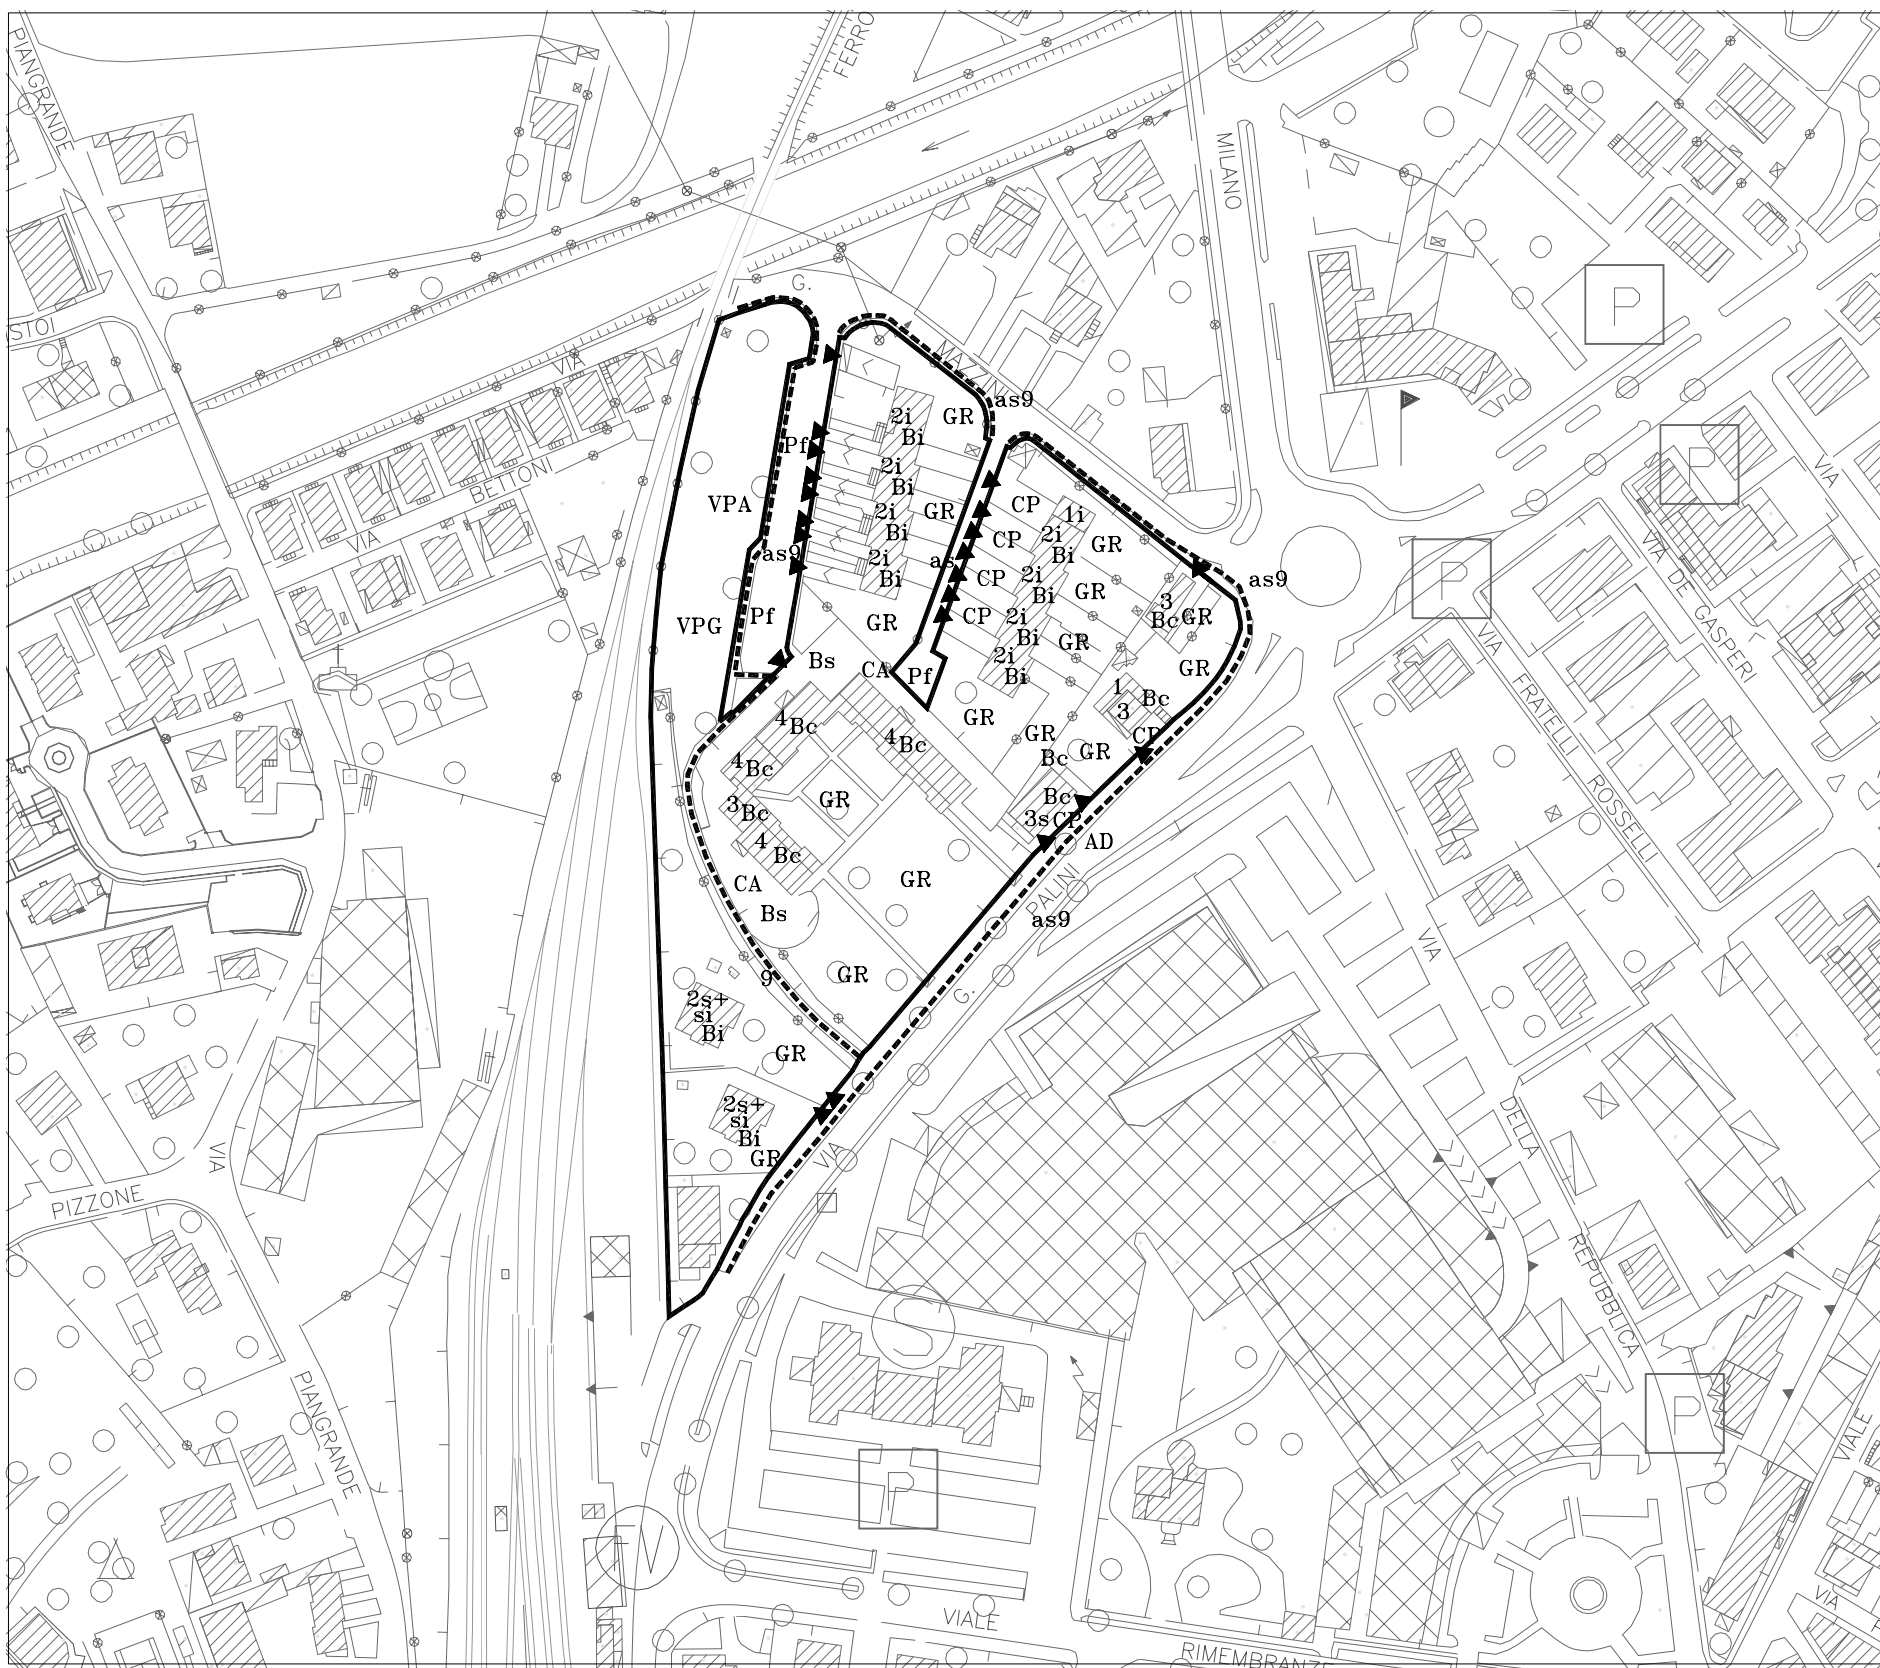 PIANGRANDE
FERRO
MILANO
G.
STOI
VIA
BETTONI
VIA
as9
2i
GR
Bi
Pf
2i
Bi
VPA
GR
CP
1i
2i
Bi
2i
Bi
CP
GR
as9
as
2i
Bi
CP
2i
Bi
GR
as9
3
Bc
GR
VPG
Pf
GR
CP
2i
Bi
GR
Bs
CA
Pf
2i
Bi
GR
1
3
Bc
4
Bc
GR
GR
CP
4
Bc
GR
Bc
4
Bc
GR
3
Bc
Bc
3s
CP
4
Bc
AD
CA
GR
Bs
PALINI
as9
9
GR
G.
2s+
si
Bi
GR
2s+
si
Bi
GR
VIA
VIA
VIA DE GASPERI
VIA
FRATELLI ROSSELLI
VIA
DELLA
REPUBBLICA
P
P
P
P
P
VIA
PIZZONE
PIANGRANDE
S
V
VIALE
VIA
VIALE
RIMEMBRANZE